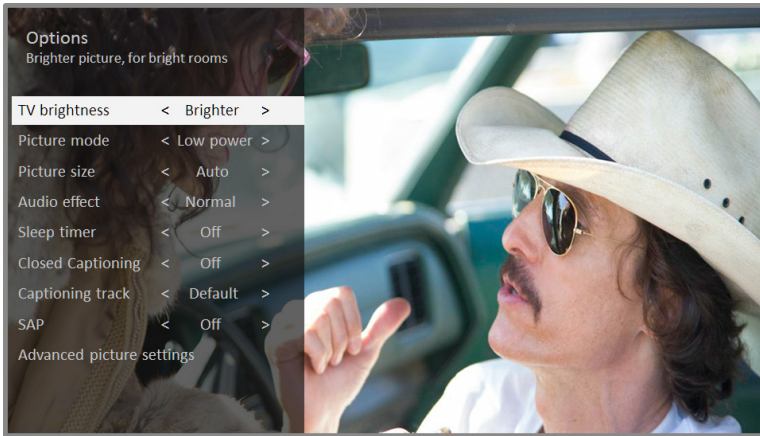 Options
Brighter picture, for bright rooms
TV brightness < Brighter >
Picture mode < Low power >
Picture size < Auto >
Audio effect < Normal >
Sleep timer < Off >
Closed Captioning < Off >
Captioning track < Default >
SAP < Off >
Advanced picture settings